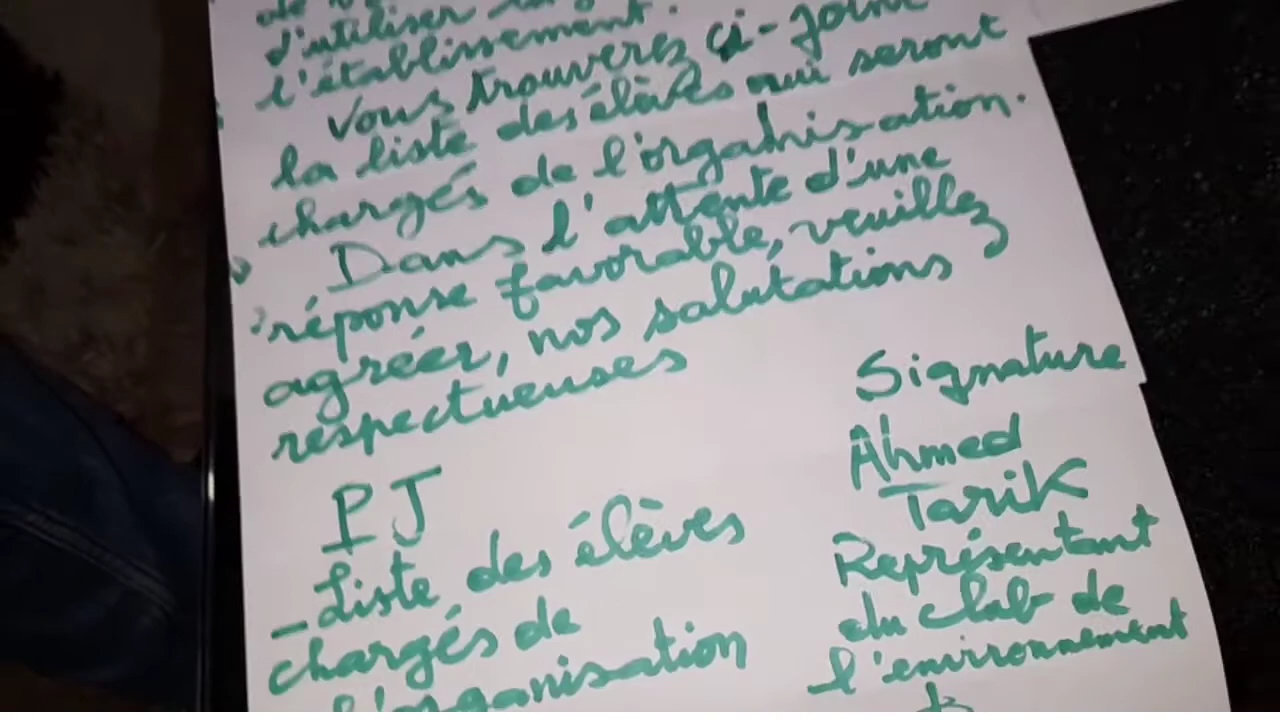 d'utiliser
l'établissement.
Vous trouverez ci-joint
la liste des élèves qui seront
chargés de l'organisation.
Dans l'attente d'une
réponse favorable, veuillez
agréer, nos salutations
respectueuses
Signature
Ahmed
Tarik
Représentant
du club de
l'environnement
PJ
_Liste des élèves
chargés de
l'organisation